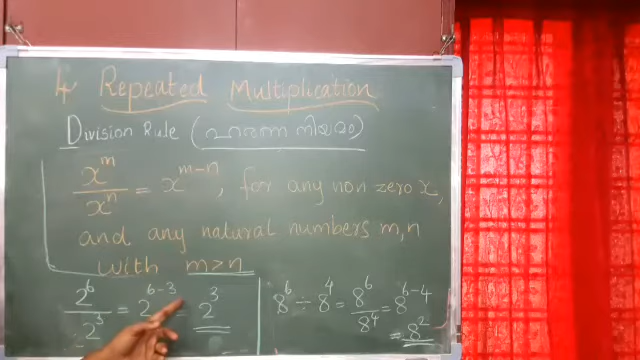 4 Repeated Multiplication
Division Rule (ഹരണ നിയമം)
x^m / x^n = x^(m-n), for any non zero x,
and any natural numbers m, n
with m > n
2^6 / 2^3 = 2^(6-3) = 2^3
8^6 ÷ 8^4 = 8^6 / 8^4 = 8^(6-4)
= 8^2